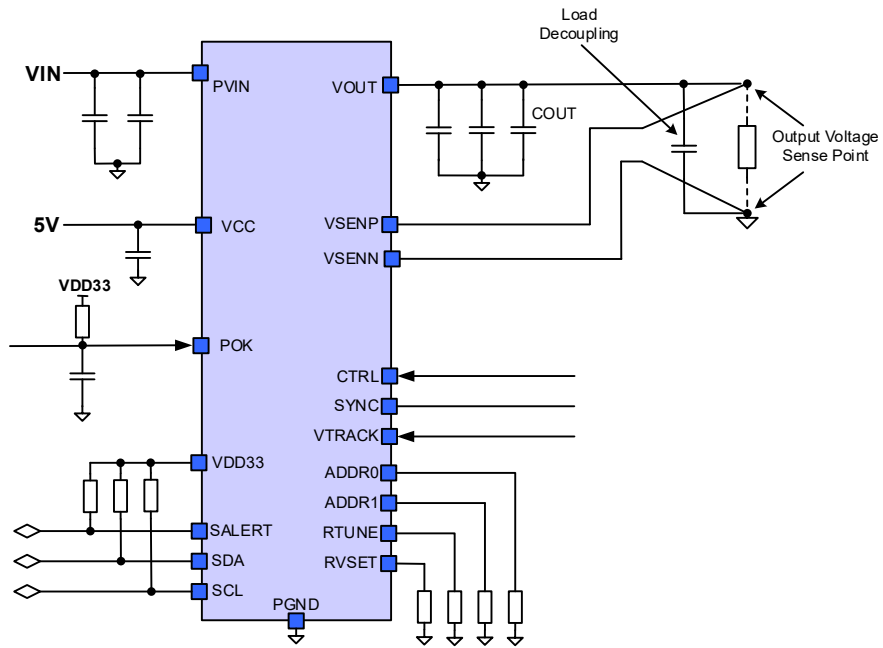 Load
Decoupling
VIN
PVIN
VOUT
COUT
Output Voltage
Sense Point
5V
VCC
VSENP
VSENN
VDD33
POK
CTRL
SYNC
VTRACK
VDD33
ADDR0
ADDR1
SALERT
RTUNE
SDA
RVSET
SCL
PGND